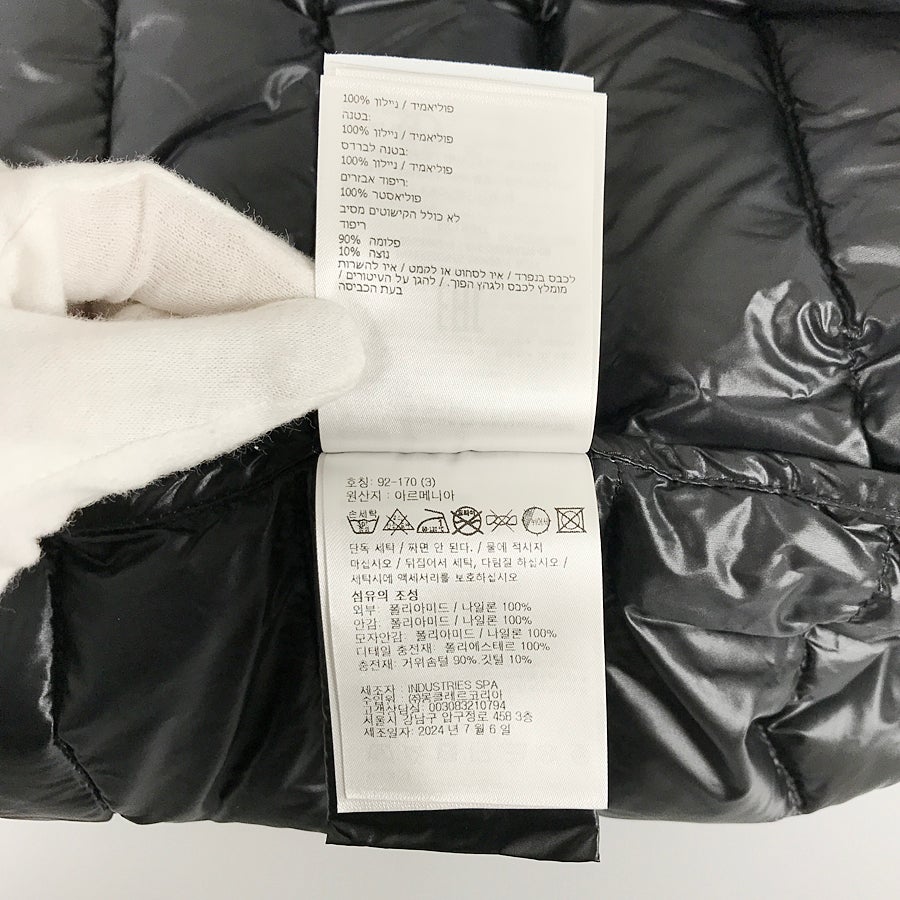 פוליאמיד / ניילון 100%
בטנה:
פוליאמיד / ניילון 100%
בטנה לברדס:
פוליאמיד / ניילון 100%
ריפוד אבזרים:
פוליאסטר 100%
לא כולל הקישוטים מסיב
ריפוד
פלומה 90%
נוצה 10%
לכבס בנפרד / אין לסחוט או לקמט / אין להשרות
מומלץ לכבס ולגהץ הפוך. / להגן על העיטורים /
בעת הכביסה
호칭: 92-170 (3)
원산지 : 아르메니아
손세탁
단독 세탁 / 짜면 안 된다. / 물에 적시지
마십시오 / 뒤집어서 세탁, 다림질 하십시오 /
세탁시에 액세서리를 보호하십시오
섬유의 조성
외부: 폴리아미드 / 나일론 100%
안감: 폴리아미드 / 나일론 100%
모자안감: 폴리아미드 / 나일론 100%
디테일 충전재: 폴리에스테르 100%
충전재: 거위솜털 90%.깃털 10%
제조자 : INDUSTRIES SPA
수입원: ㈜몽클레르코리아
고객상담실: 003083210794
서울시 강남구 압구정로 458 3층
제조일자: 2024 년 7 월 6 일